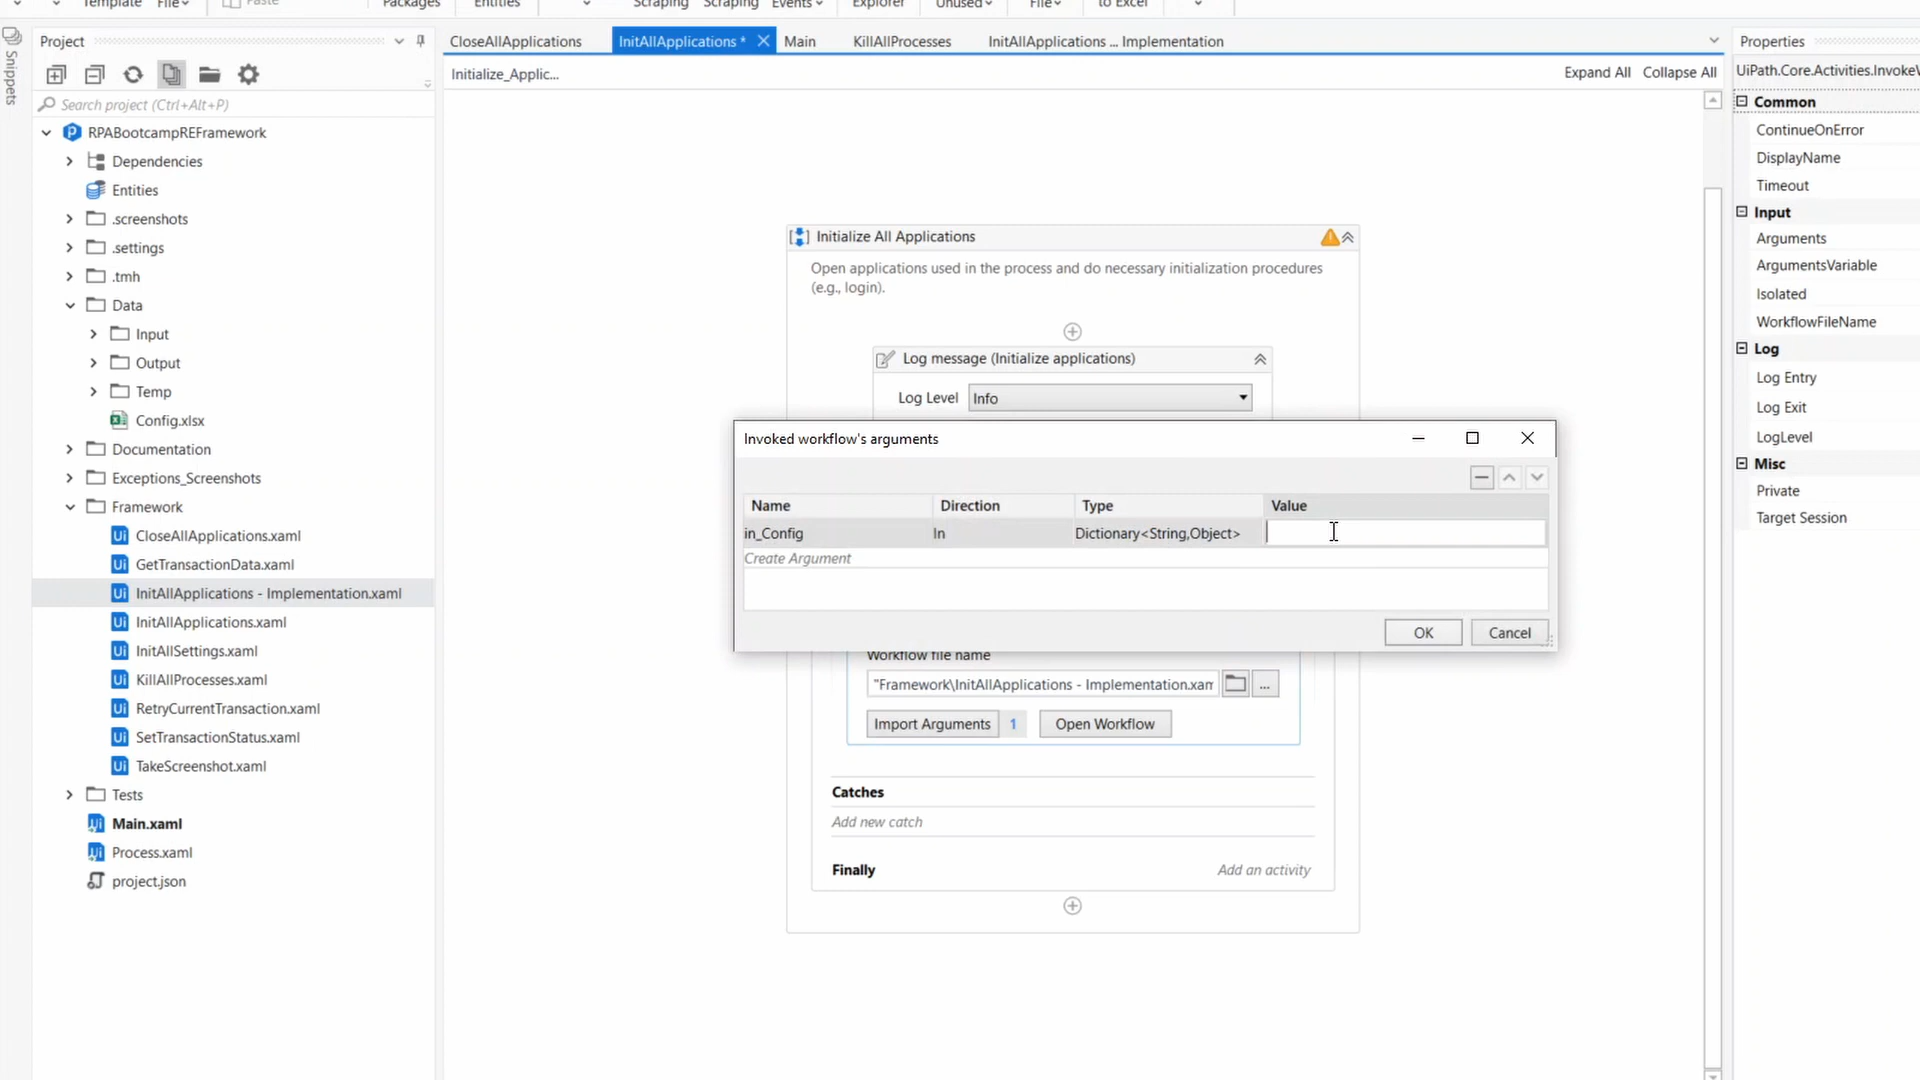 Template
File
Paste
Packages
Entities
Scraping
Scraping
Events
Explorer
Unused
File
to Excel
Snippets
Project
Search project (Ctrl+Alt+P)
RPABootcampREFramework
Dependencies
Entities
.screenshots
.settings
.tmh
Data
Input
Output
Temp
Config.xlsx
Documentation
Exceptions_Screenshots
Framework
CloseAllApplications.xaml
GetTransactionData.xaml
InitAllApplications - Implementation.xaml
InitAllApplications.xaml
InitAllSettings.xaml
KillAllProcesses.xaml
RetryCurrentTransaction.xaml
SetTransactionStatus.xaml
TakeScreenshot.xaml
Tests
Main.xaml
Process.xaml
project.json
CloseAllApplications
InitAllApplications *
Main
KillAllProcesses
InitAllApplications ... Implementation
Initialize_Applic...
Expand All
Collapse All
Initialize All Applications
Open applications used in the process and do necessary initialization procedures
(e.g., login).
Log message (Initialize applications)
Log Level
Info
Invoked workflow's arguments
Name
Direction
Type
Value
in_Config
In
Dictionary<String,Object>
Create Argument
OK
Cancel
Workflow file name
"Framework\InitAllApplications - Implementation.xam
...
Import Arguments
1
Open Workflow
Catches
Add new catch
Finally
Add an activity
Properties
UiPath.Core.Activities.InvokeW
Common
ContinueOnError
DisplayName
Timeout
Input
Arguments
ArgumentsVariable
Isolated
WorkflowFileName
Log
Log Entry
Log Exit
LogLevel
Misc
Private
Target Session